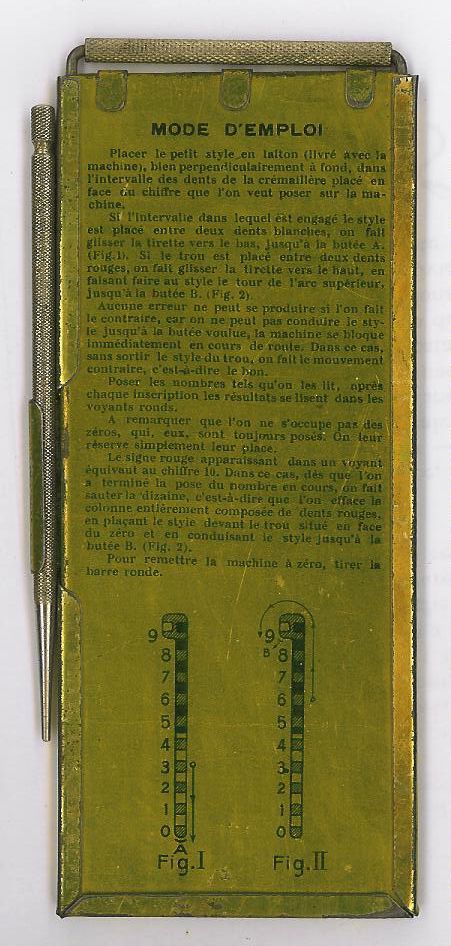 MODE D'EMPLOI
Placer le petit style en laiton (livré avec la
machine), bien perpendiculairement à fond, dans
l'intervalle des dents de la crémaillère placé en
face du chiffre que l'on veut poser sur la ma-
chine.
Si l'intervalle dans lequel est engagé le style
est placé entre deux dents blanches, on fait
glisser la tirette vers le bas, jusqu'à la butée A.
(Fig.1). Si le trou est placé entre deux dents
rouges, on fait glisser la tirette vers le haut, en
faisant faire au style le tour de l'arc supérieur,
jusqu'à la butée B. (Fig. 2).
Aucune erreur ne peut se produire si l'on fait
le contraire, car on ne peut pas conduire le sty-
le jusqu'à la butée voulue, la machine se bloque
immédiatement en cours de route. Dans ce cas,
sans sortir le style du trou, on fait le mouvement
contraire, c'est-à-dire le bon.
Poser les nombres tels qu'on les lit, après
chaque inscription les résultats se lisent dans les
voyants ronds.
A remarquer que l'on ne s'occupe pas des
zéros, qui, eux, sont toujours posés. On leur
réserve simplement leur place.
Le signe rouge apparaissant dans un voyant
équivaut au chiffre 10. Dans ce cas, dès que l'on
a terminé la pose du nombre en cours, on fait
sauter la dizaine, c'est-à-dire que l'on efface la
colonne entièrement composée de dents rouges,
en plaçant le style devant le trou situé en face
du zéro et en conduisant le style jusqu'à la
butée B. (Fig. 2).
Pour remettre la machine à zéro, tirer la
barre ronde.
9
8
7
6
5
4
3
2
1
0
A
Fig.I
9
B
8
7
6
5
4
3
2
1
0
Fig.II